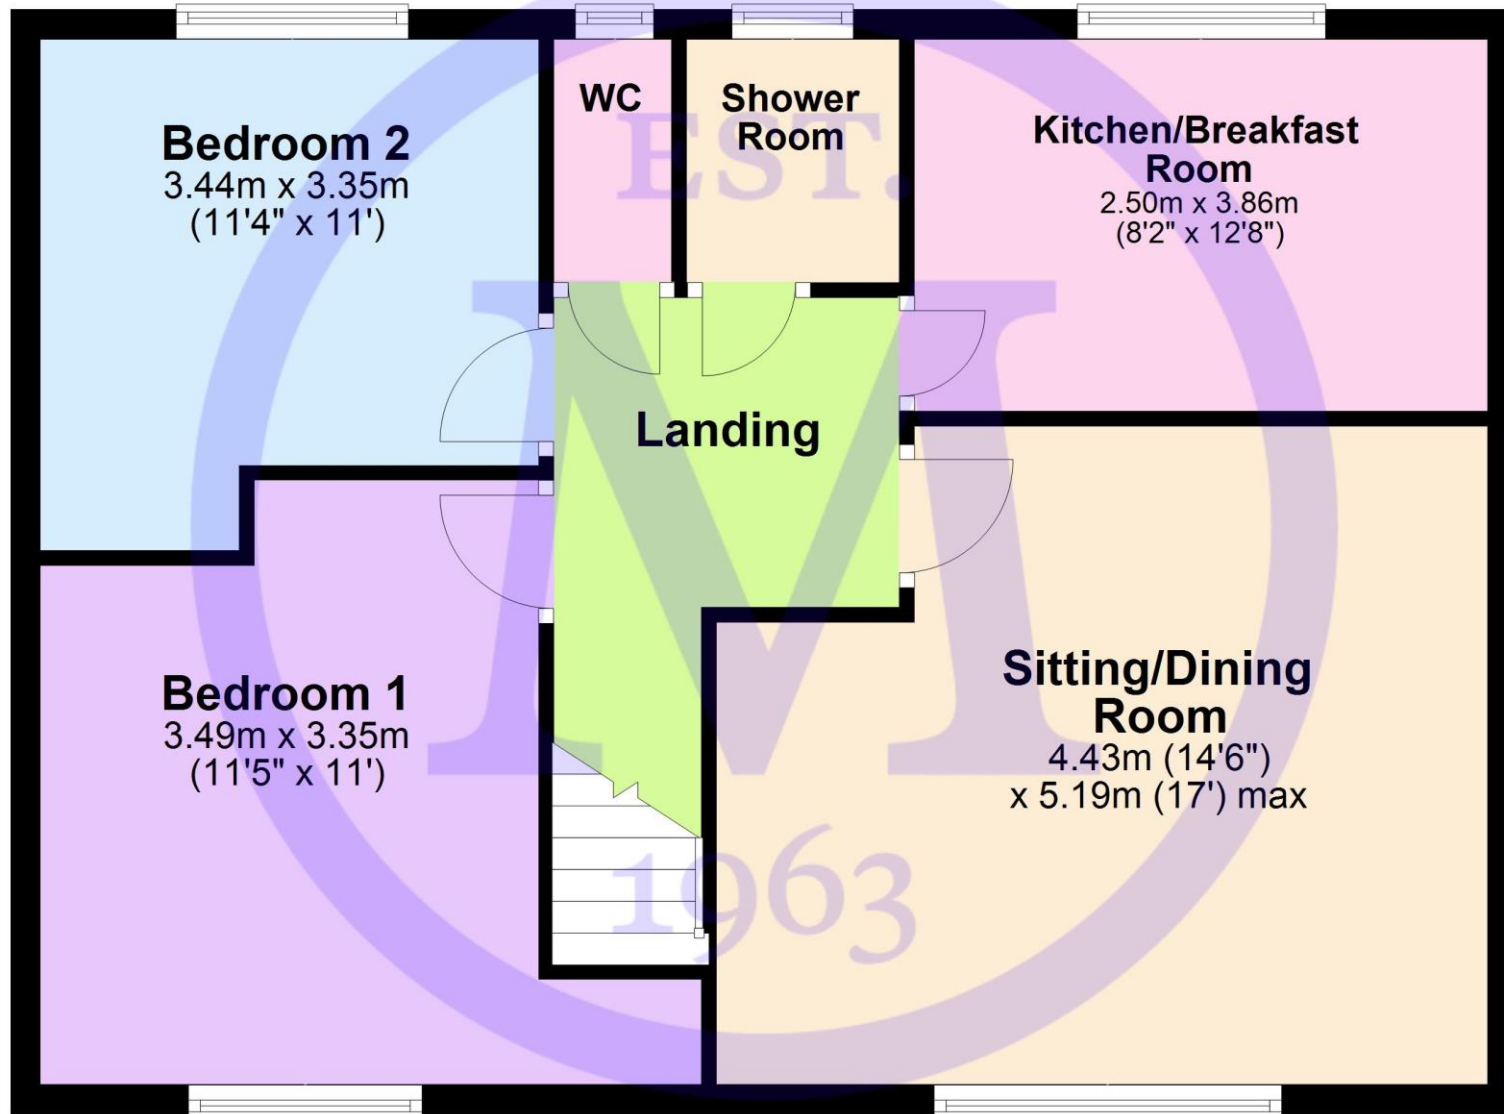 Bedroom 2
3.44m x 3.35m
(11'4" x 11')
WC
Shower
Room
Kitchen/Breakfast
Room
2.50m x 3.86m
(8'2" x 12'8")
EST.
M
Landing
Bedroom 1
3.49m x 3.35m
(11'5" x 11')
Sitting/Dining
Room
4.43m (14'6")
x 5.19m (17') max
1963